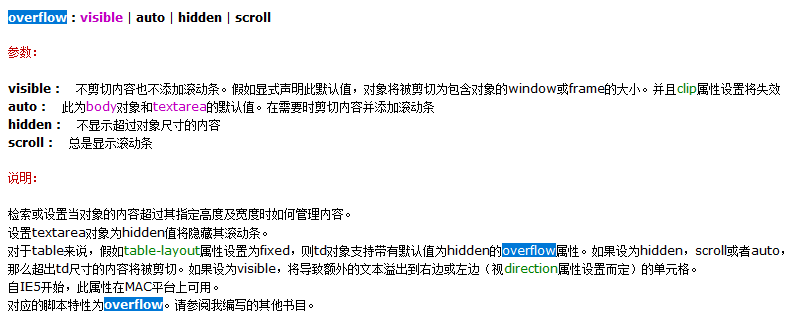 overflow : visible | auto | hidden | scroll
参数：
visible :　不剪切内容也不添加滚动条。假如显式声明此默认值，对象将被剪切为包含对象的window或frame的大小。并且clip属性设置将失效
auto :　此为body对象和textarea的默认值。在需要时剪切内容并添加滚动条
hidden :　不显示超过对象尺寸的内容
scroll :　总是显示滚动条
说明：
检索或设置当对象的内容超过其指定高度及宽度时如何管理内容。
设置textarea对象为hidden值将隐藏其滚动条。
对于table来说，假如table-layout属性设置为fixed，则td对象支持带有默认值为hidden的overflow属性。如果设为hidden，scroll或者auto，
那么超出td尺寸的内容将被剪切。如果设为visible，将导致额外的文本溢出到右边或左边（视direction属性设置而定）的单元格。
自IE5开始，此属性在MAC平台上可用。
对应的脚本特性为overflow。请参阅我编写的其他书目。